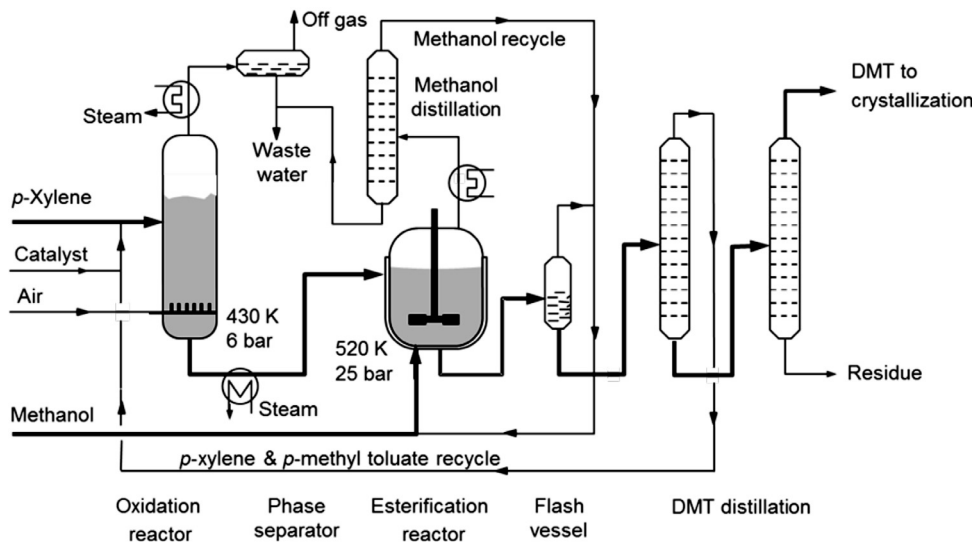 Off gas
Methanol recycle
DMT to
crystallization
Methanol
distillation
Steam
Waste
water
p-Xylene
Catalyst
Air
430 K
6 bar
520 K
25 bar
Residue
Steam
Methanol
p-xylene & p-methyl toluate recycle
Oxidation
reactor
Phase
separator
Esterification
reactor
Flash
vessel
DMT distillation